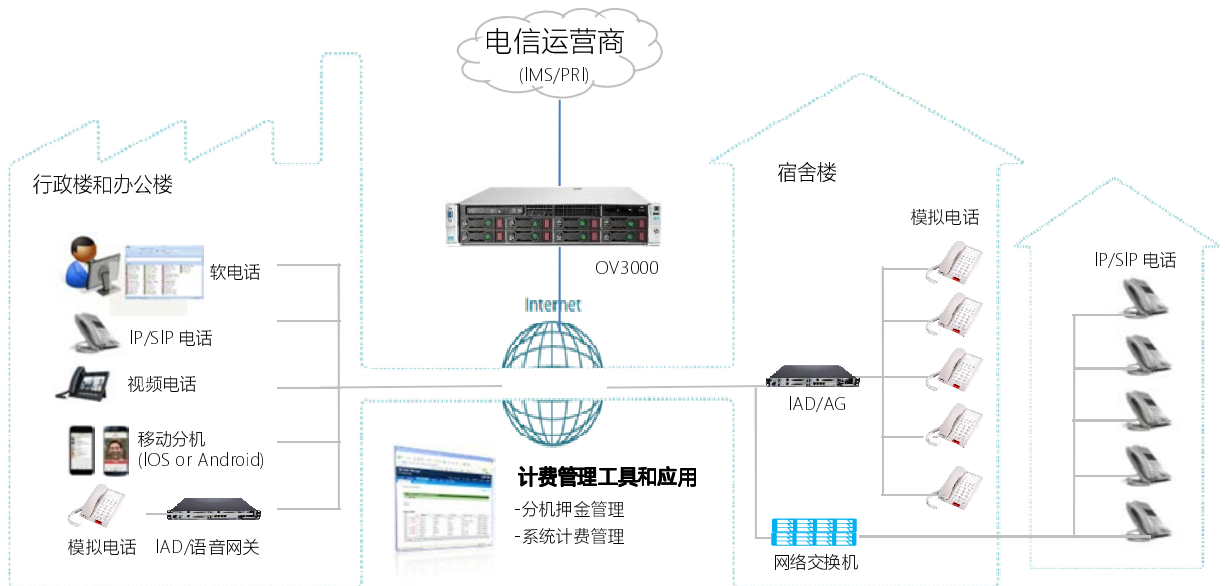 电信运营商
(IMS/PRI)
行政楼和办公楼
宿舍楼
模拟电话
IP/SIP 电话
OV3000
软电话
Internet
IP/SIP 电话
视频电话
IAD/AG
移动分机
(IOS or Android)
计费管理工具和应用
-分机押金管理
-系统计费管理
模拟电话
IAD/语音网关
网络交换机